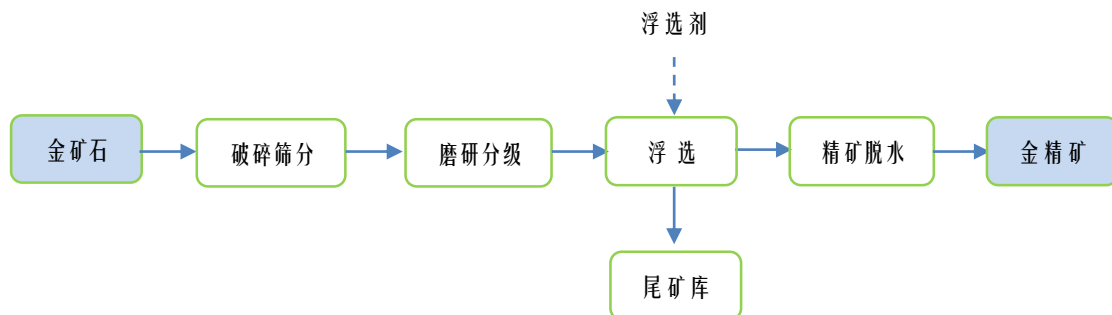 浮选剂
金矿石
破碎筛分
磨研分级
浮选
精矿脱水
金精矿
尾矿库